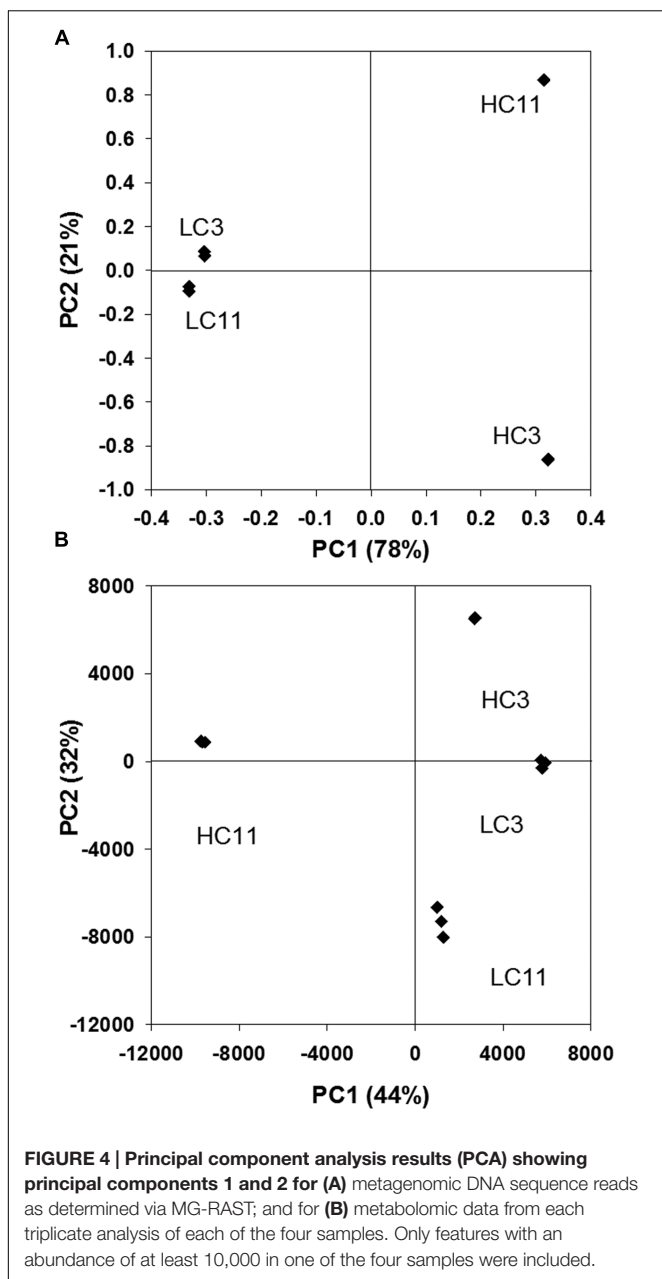 A
1.0
0.8
0.6
0.4
0.2
0.0
-0.2
-0.4
-0.6
-0.8
-1.0
PC2 (21%)
HC11
LC3
LC11
HC3
-0.4 -0.3 -0.2 -0.1 0.0 0.1 0.2 0.3 0.4
PC1 (78%)
B
8000
4000
0
-4000
-8000
-12000
PC2 (32%)
HC3
HC11
LC3
LC11
-12000 -8000 -4000 0 4000 8000
PC1 (44%)
FIGURE 4 | Principal component analysis results (PCA) showing
principal components 1 and 2 for (A) metagenomic DNA sequence reads
as determined via MG-RAST; and for (B) metabolomic data from each
triplicate analysis of each of the four samples. Only features with an
abundance of at least 10,000 in one of the four samples were included.